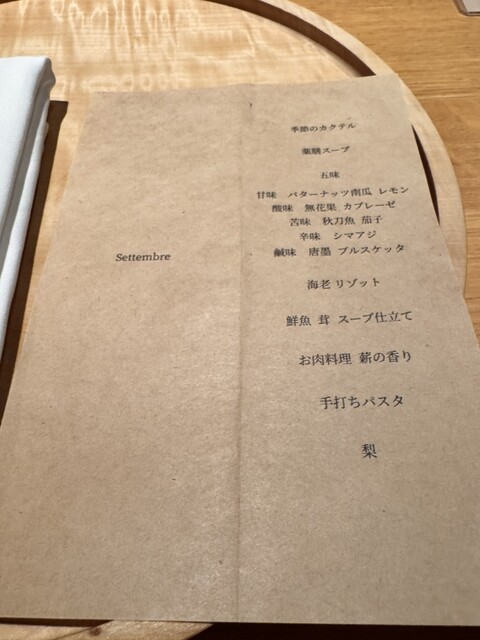 Settembre
季節のカクテル
薬膳スープ
五味
甘味 バターナッツ南瓜 レモン
酸味 無花果 カプレーゼ
苦味 秋刀魚 茄子
辛味 シマアジ
鹹味 唐墨 ブルスケッタ
海老 リゾット
鮮魚 茸 スープ仕立て
お肉料理 薪の香り
手打ちパスタ
梨